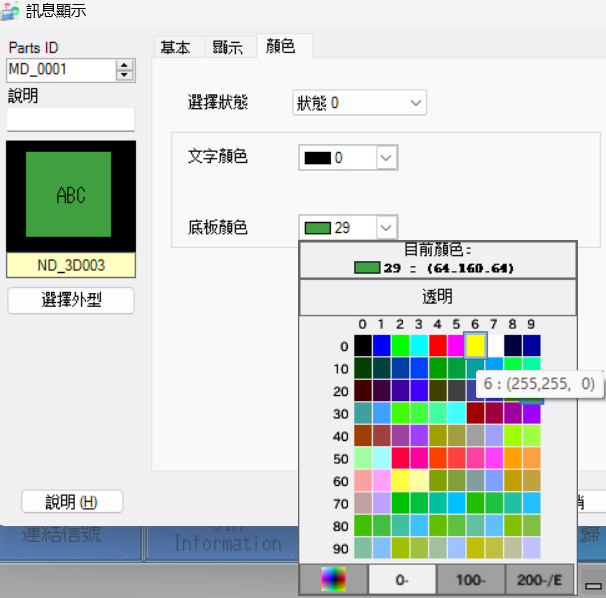 訊息顯示
Parts ID
MD_0001
說明
ABC
ND_3D003
選擇外型
基本 顯示 顏色
選擇狀態 狀態 0
文字顏色 0
底板顏色 29
目前顏色:
29 = (64,160,64)
透明
0 1 2 3 4 5 6 7 8 9
0
10
20
30
40
50
60
70
80
90
6 : (255,255, 0)
0- 100- 200-/E
說明 (H)
消
連結信號
Information
歸